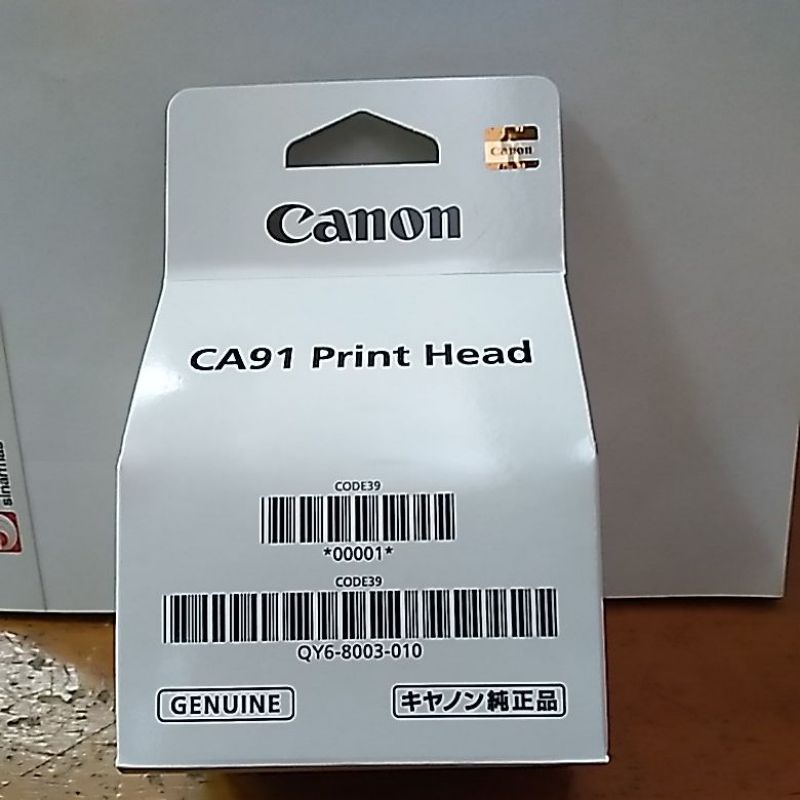 Canon
Canon
CA91 Print Head
CODE39
*00001*
CODE39
QY6-8003-010
GENUINE
キヤノン純正品
sinarmas